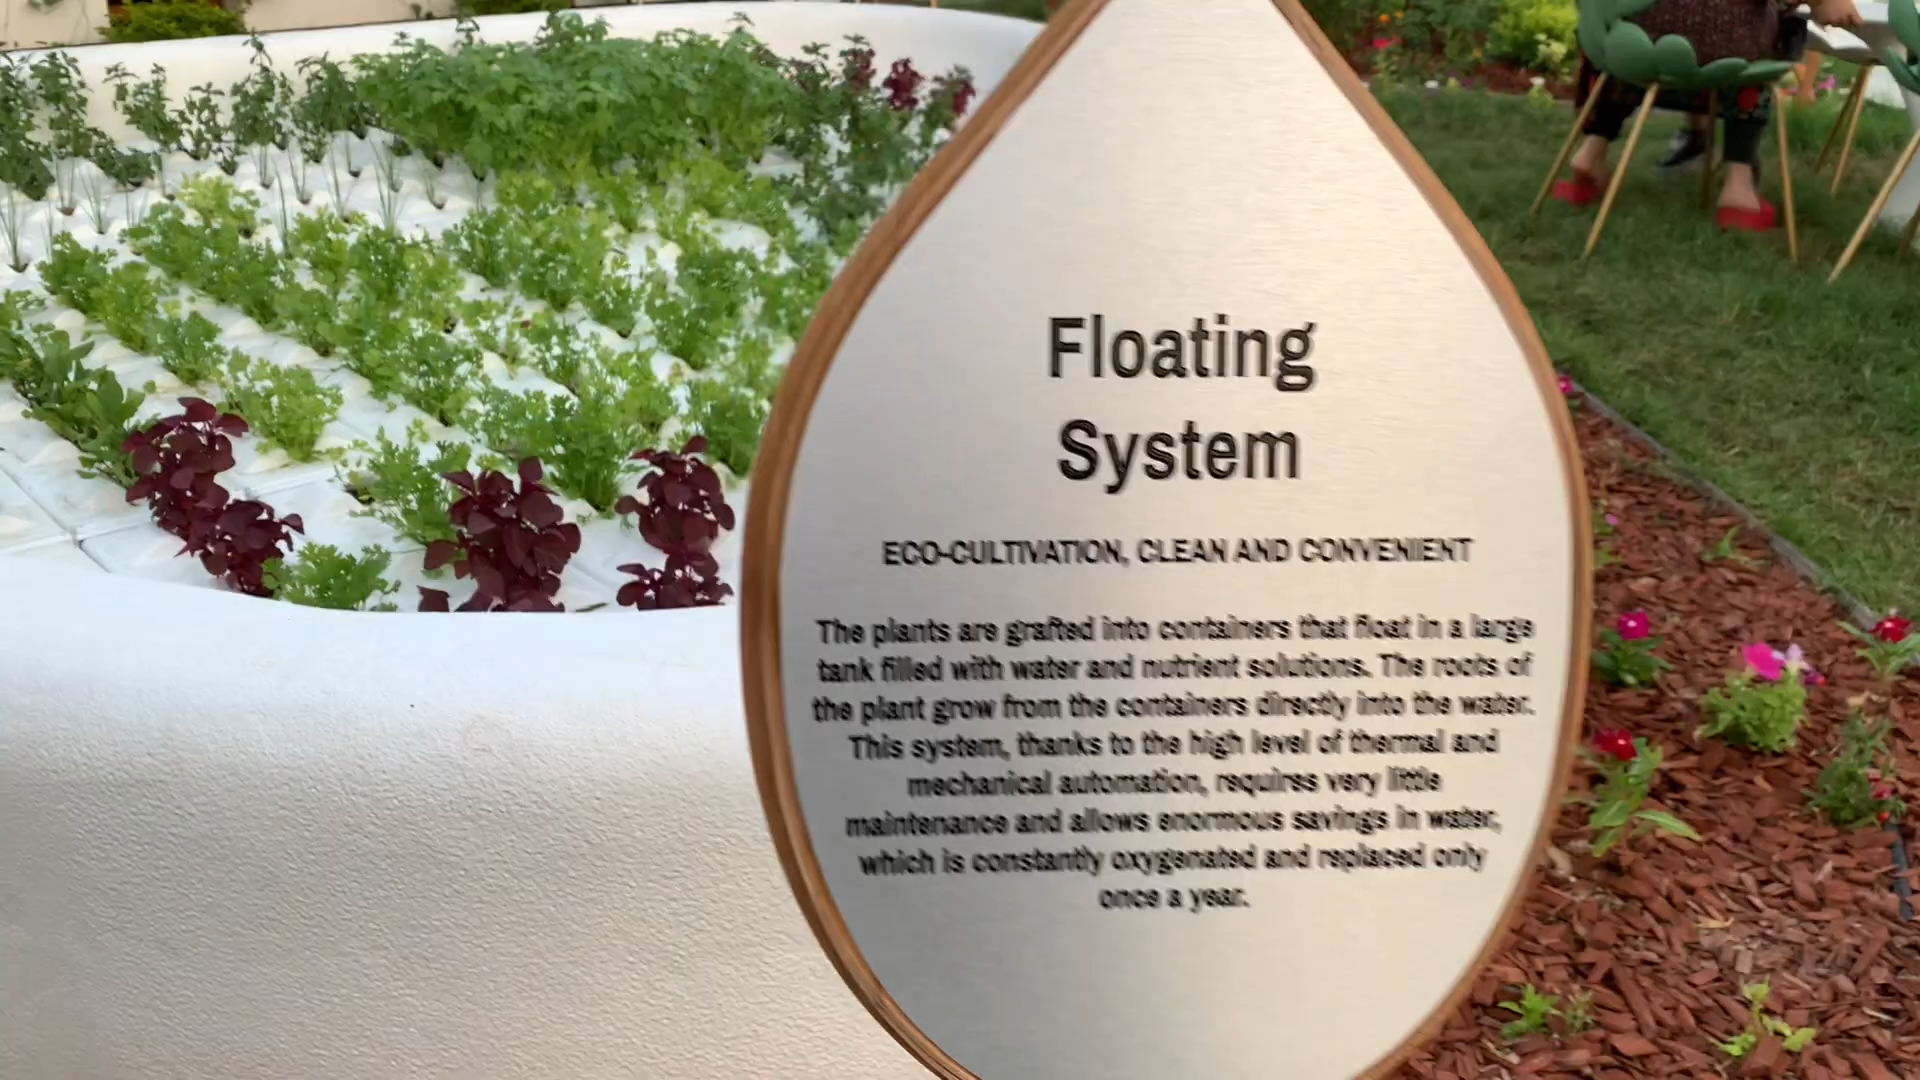 Floating
System
ECO-CULTIVATION, CLEAN AND CONVENIENT
The plants are grafted into containers that float in a large
tank filled with water and nutrient solutions. The roots of
the plant grow from the containers directly into the water.
This system, thanks to the high level of thermal and
mechanical automation, requires very little
maintenance and allows enormous savings in water,
which is constantly oxygenated and replaced only
once a year.